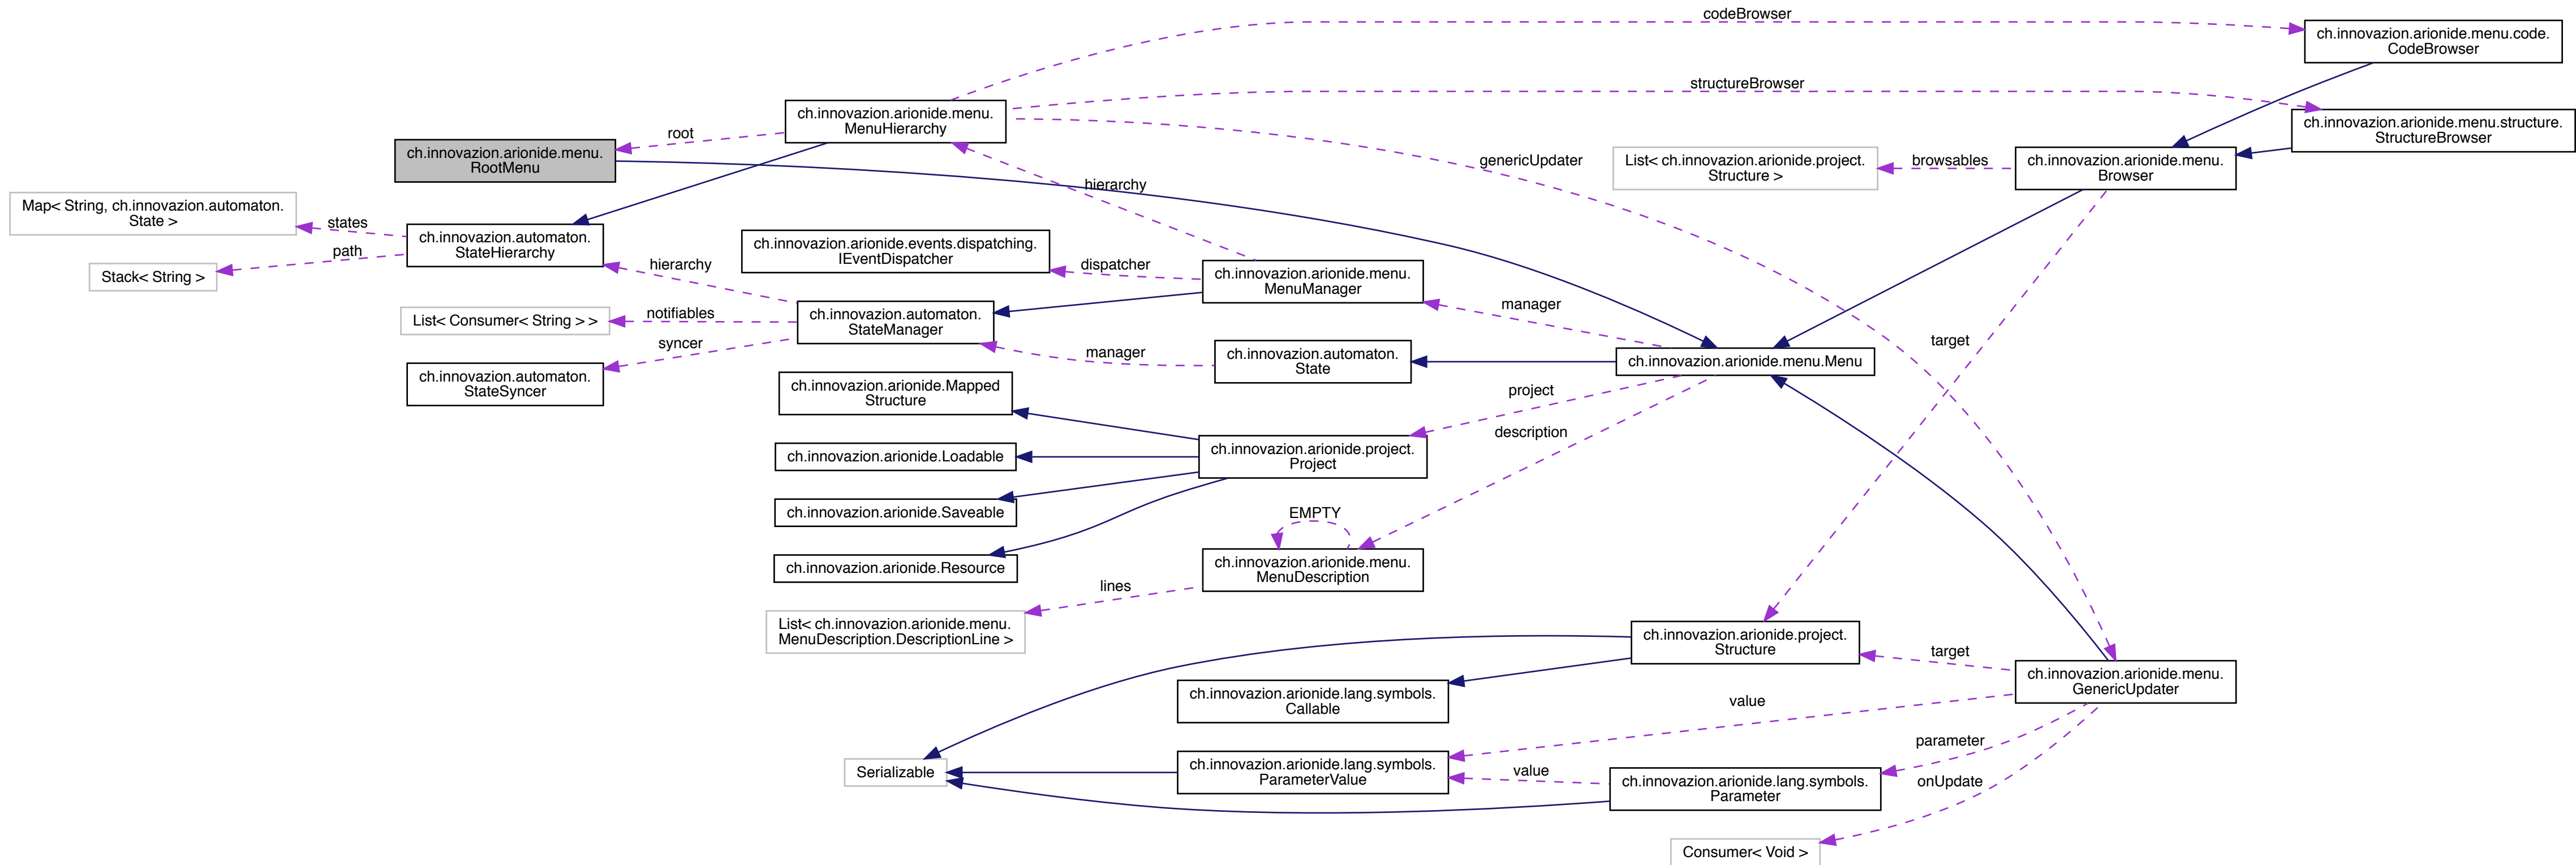 codeBrowser
ch.innovazion.arionide.menu.code.
CodeBrowser
structureBrowser
ch.innovazion.arionide.menu.
MenuHierarchy
ch.innovazion.arionide.menu.structure.
StructureBrowser
root
ch.innovazion.arionide.menu.
RootMenu
genericUpdater
List< ch.innovazion.arionide.project.
Structure >
browsables
ch.innovazion.arionide.menu.
Browser
hierarchy
Map< String, ch.innovazion.automaton.
State >
states
path
Stack< String >
ch.innovazion.automaton.
StateHierarchy
ch.innovazion.arionide.events.dispatching.
IEventDispatcher
hierarchy
dispatcher
ch.innovazion.arionide.menu.
MenuManager
List< Consumer< String > >
notifiables
ch.innovazion.automaton.
StateManager
manager
syncer
ch.innovazion.automaton.
StateSyncer
manager
ch.innovazion.automaton.
State
ch.innovazion.arionide.menu.Menu
target
ch.innovazion.arionide.Mapped
Structure
project
description
ch.innovazion.arionide.Loadable
ch.innovazion.arionide.project.
Project
ch.innovazion.arionide.Saveable
EMPTY
ch.innovazion.arionide.Resource
ch.innovazion.arionide.menu.
MenuDescription
lines
List< ch.innovazion.arionide.menu.
MenuDescription.DescriptionLine >
ch.innovazion.arionide.project.
Structure
target
ch.innovazion.arionide.menu.
GenericUpdater
ch.innovazion.arionide.lang.symbols.
Callable
value
parameter
Serializable
ch.innovazion.arionide.lang.symbols.
ParameterValue
value
ch.innovazion.arionide.lang.symbols.
Parameter
onUpdate
Consumer< Void >